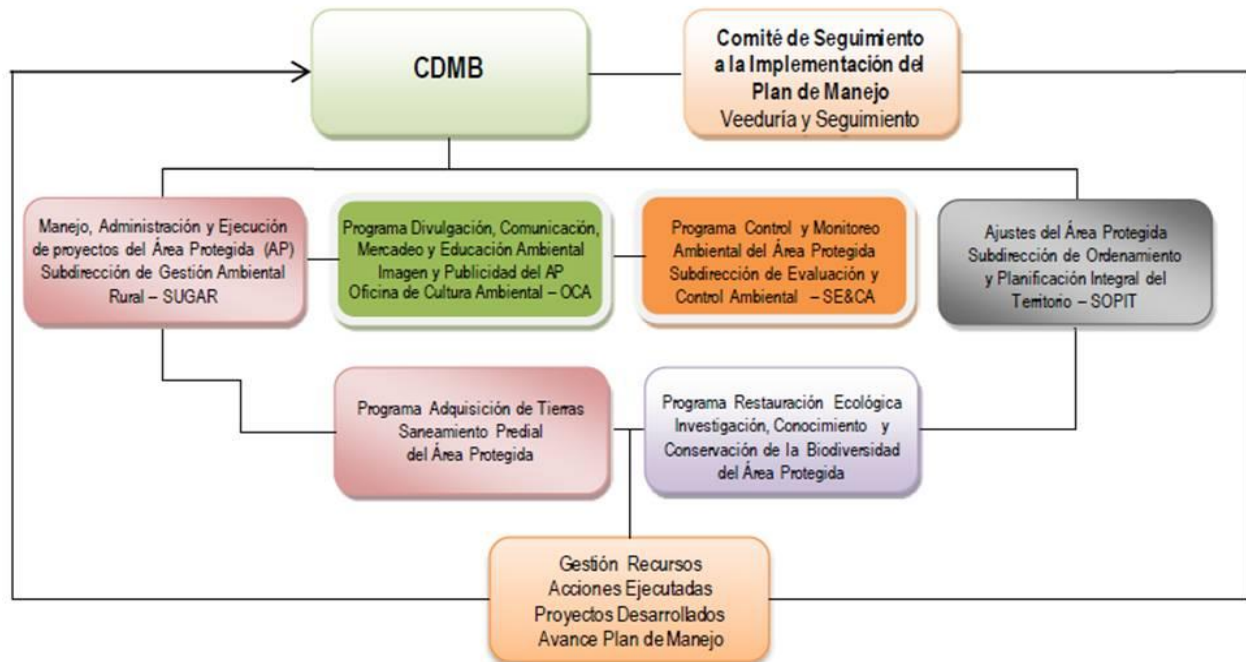 CDMB
Comité de Seguimiento
a la Implementación del
Plan de Manejo
Veeduría y Seguimiento
Manejo, Administración y Ejecución
de proyectos del Área Protegida (AP)
Subdirección de Gestión Ambiental
Rural – SUGAR
Programa Divulgación, Comunicación,
Mercadeo y Educación Ambiental
Imagen y Publicidad del AP
Oficina de Cultura Ambiental – OCA
Programa Control y Monitoreo
Ambiental del Área Protegida
Subdirección de Evaluación y
Control Ambiental – SE&CA
Ajustes del Área Protegida
Subdirección de Ordenamiento
y Planificación Integral del
Territorio – SOPIT
Programa Adquisición de Tierras
Saneamiento Predial
del Área Protegida
Programa Restauración Ecológica
Investigación, Conocimiento y
Conservación de la Biodiversidad
del Área Protegida
Gestión Recursos
Acciones Ejecutadas
Proyectos Desarrollados
Avance Plan de Manejo